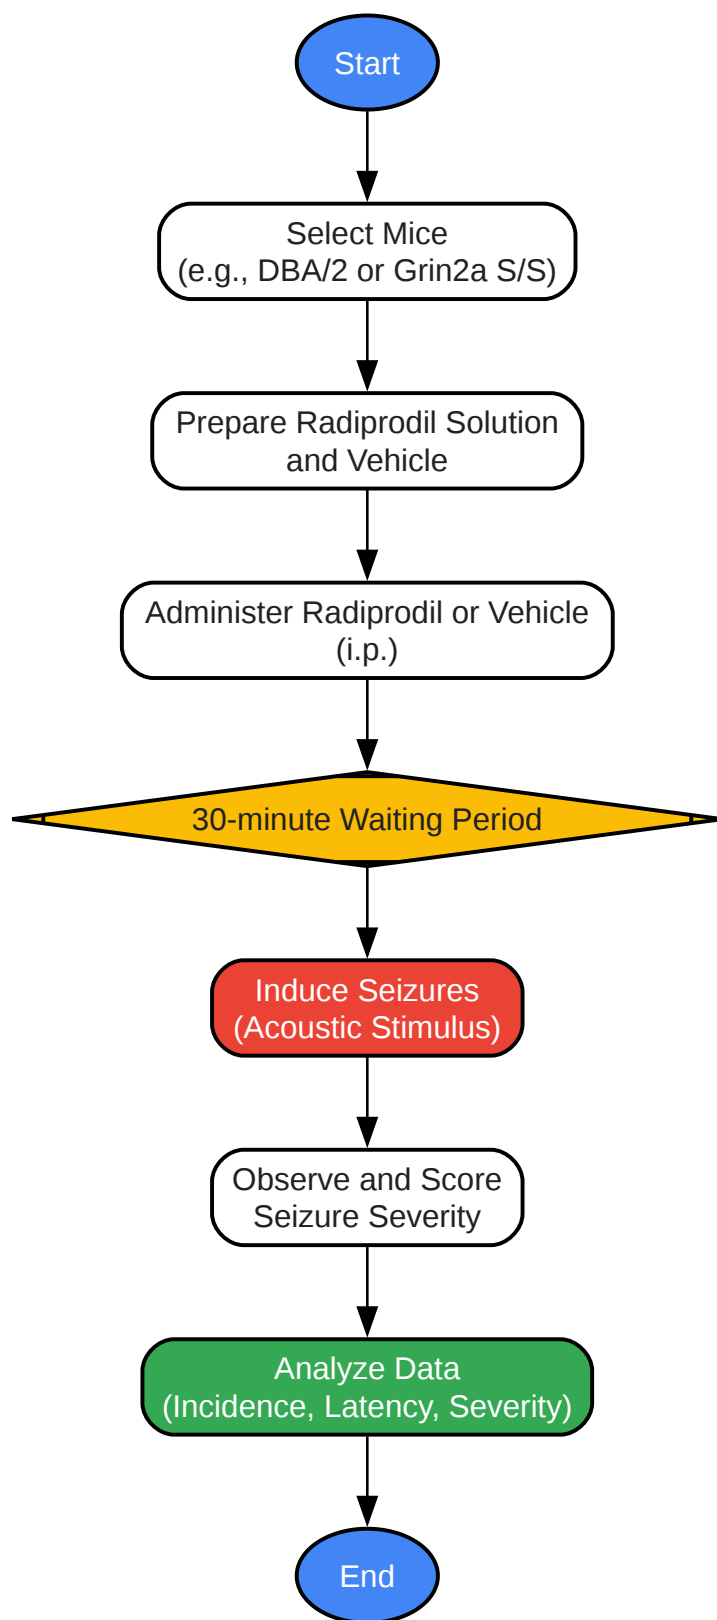 Start
Select Mice
(e.g., DBA/2 or Grin2a S/S)
Prepare Radiprodil Solution
and Vehicle
Administer Radiprodil or Vehicle
(i.p.)
30-minute Waiting Period
Induce Seizures
(Acoustic Stimulus)
Observe and Score
Seizure Severity
Analyze Data
(Incidence, Latency, Severity)
End